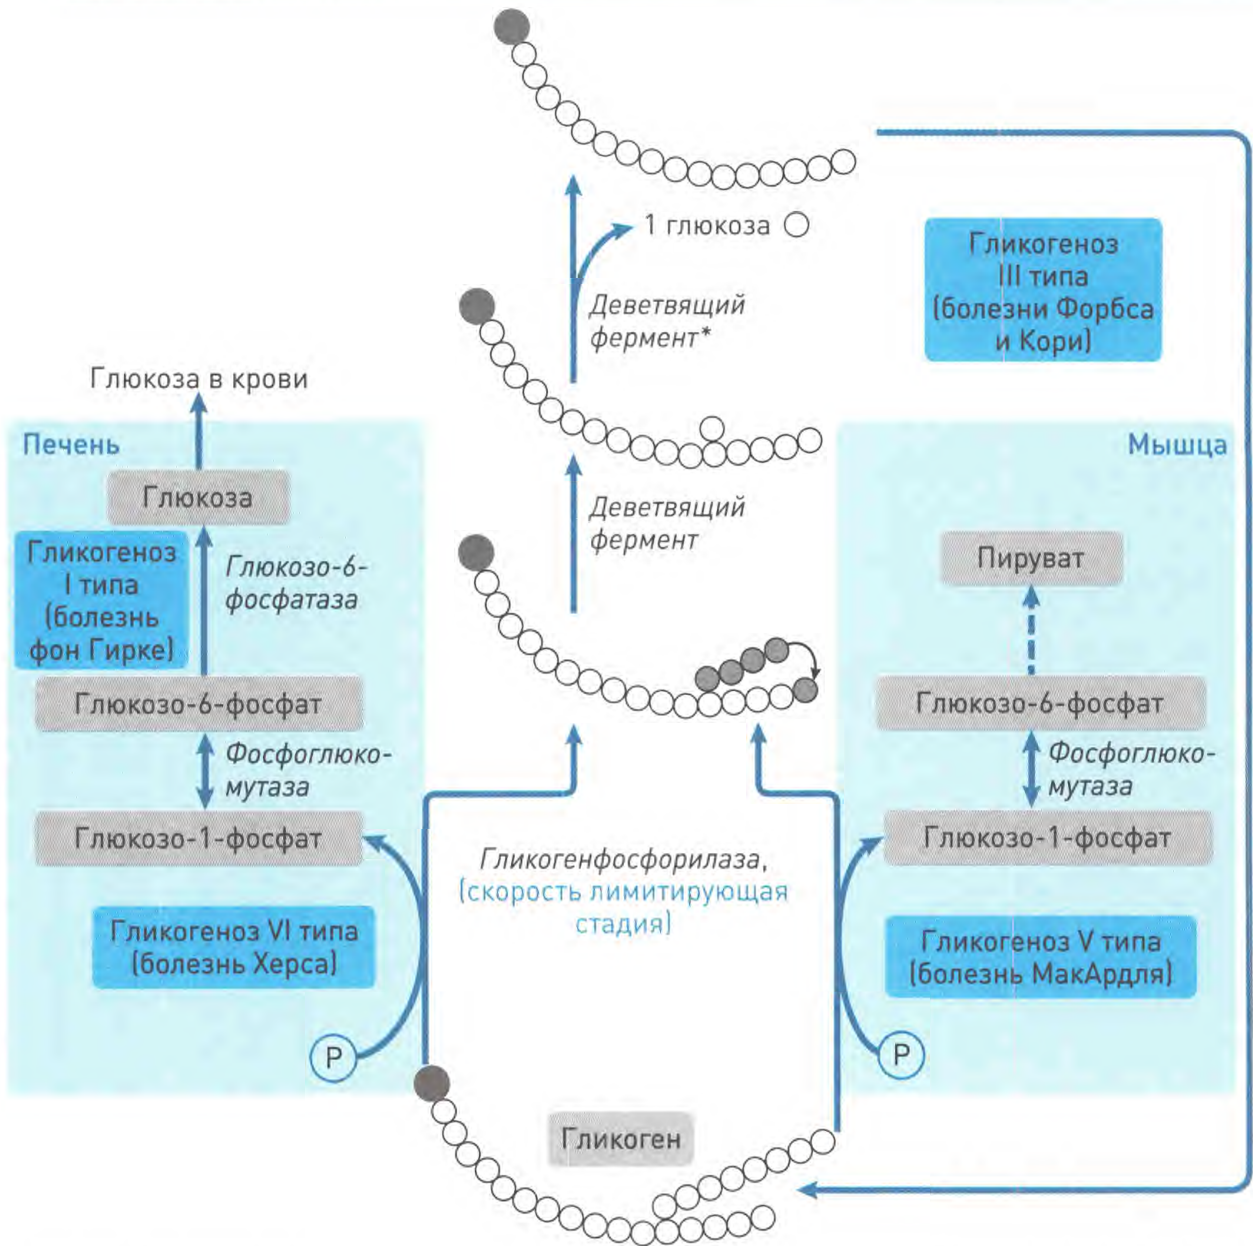 1 глюкоза
Гликогеноз
III типа
(болезни Форбса
и Кори)
Деветвящий
фермент*
Глюкоза в крови
Печень
Глюкоза
Гликогеноз
I типа
(болезнь
фон Гирке)
Глюкозо-6-
фосфатаза
Глюкозо-6-фосфат
Фосфоглюко-
мутаза
Глюкозо-1-фосфат
Гликогеноз VI типа
(болезнь Херса)
P
Деветвящий
фермент
Гликогенфосфорилаза,
(скорость лимитирующая
стадия)
Гликоген
Мышца
Пируват
Глюкозо-6-фосфат
Фосфоглюко-
мутаза
Глюкозо-1-фосфат
Гликогеноз V типа
(болезнь МакАрдля)
P